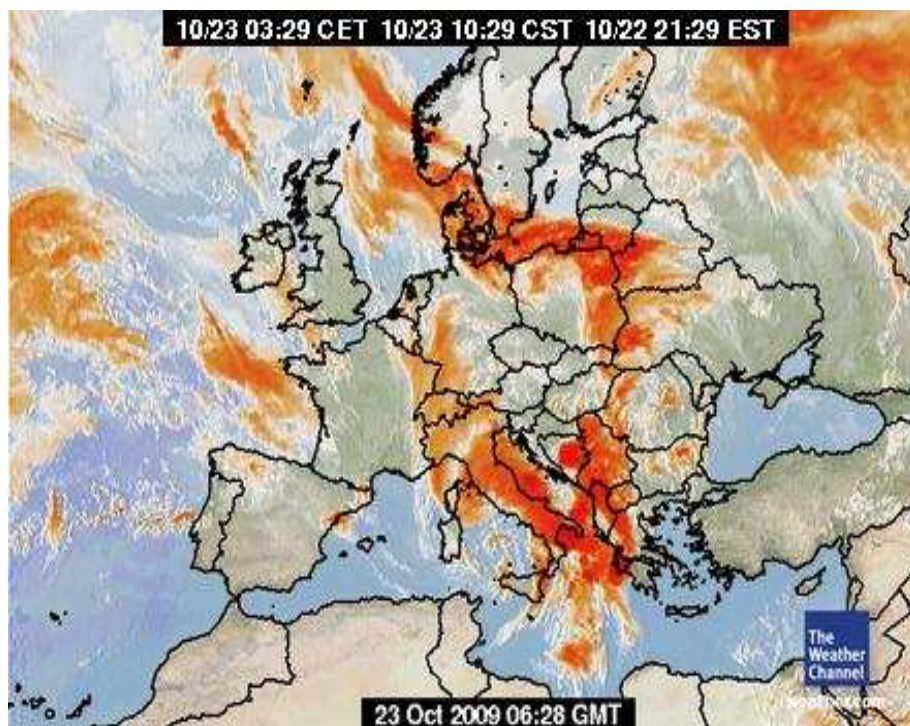 10/23 03:29 CET 10/23 10:29 CST 10/22 21:29 EST
The
Weather
Channel
23 Oct 2009 06:28 GMT